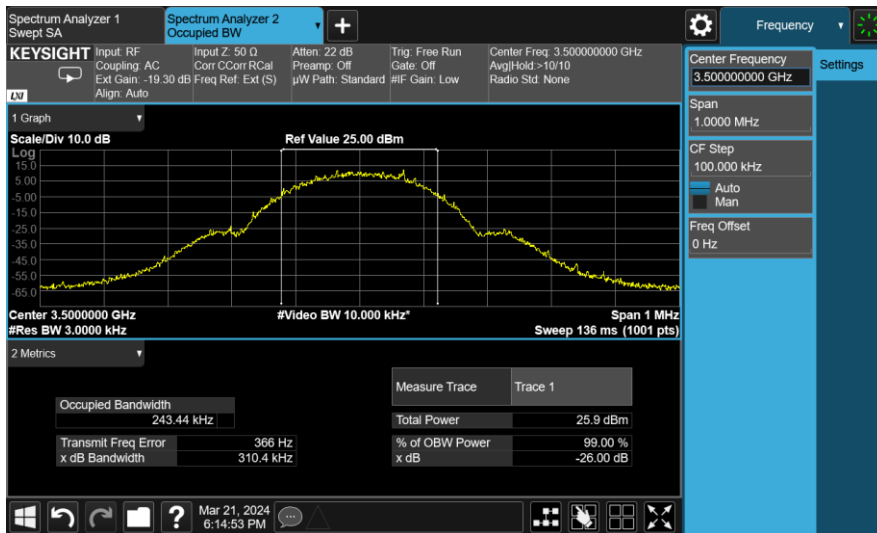 Spectrum Analyzer 1
Swept SA
Spectrum Analyzer 2
Occupied BW
Frequency
KEYSIGHT
LXI
Input: RF
Coupling: AC
Ext Gain: -19.30 dB
Align: Auto
Input Z: 50 Ω
Corr CCorr RCal
Freq Ref: Ext (S)
Atten: 22 dB
Preamp: Off
µW Path: Standard
Trig: Free Run
Gate: Off
#IF Gain: Low
Center Freq: 3.500000000 GHz
Avg|Hold:>10/10
Radio Std: None
Center Frequency
3.500000000 GHz
Settings
Span
1.0000 MHz
CF Step
100.000 kHz
Auto
Man
Freq Offset
0 Hz
1 Graph
Scale/Div 10.0 dB
Ref Value 25.00 dBm
Log
15.0
5.00
-5.00
-15.0
-25.0
-35.0
-45.0
-55.0
-65.0
Center 3.5000000 GHz
#Video BW 10.000 kHz*
Span 1 MHz
#Res BW 3.0000 kHz
Sweep 136 ms (1001 pts)
2 Metrics
Measure Trace Trace 1
Occupied Bandwidth
243.44 kHz
Total Power 25.9 dBm
Transmit Freq Error 366 Hz
% of OBW Power 99.00 %
x dB Bandwidth 310.4 kHz
x dB -26.00 dB
?
Mar 21, 2024
6:14:53 PM